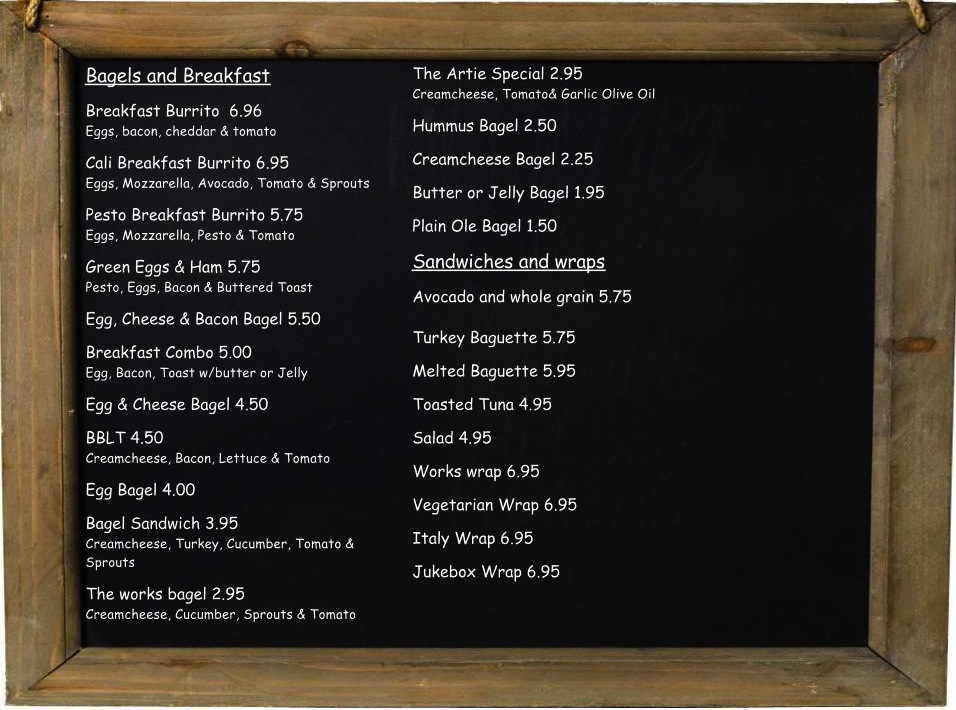 Bagels and Breakfast
Breakfast Burrito 6.96
Eggs, bacon, cheddar & tomato
Cali Breakfast Burrito 6.95
Eggs, Mozzarella, Avocado, Tomato & Sprouts
Pesto Breakfast Burrito 5.75
Eggs, Mozzarella, Pesto & Tomato
Green Eggs & Ham 5.75
Pesto, Eggs, Bacon & Buttered Toast
Egg, Cheese & Bacon Bagel 5.50
Breakfast Combo 5.00
Egg, Bacon, Toast w/butter or Jelly
Egg & Cheese Bagel 4.50
BBLT 4.50
Creamcheese, Bacon, Lettuce & Tomato
Egg Bagel 4.00
Bagel Sandwich 3.95
Creamcheese, Turkey, Cucumber, Tomato &
Sprouts
The works bagel 2.95
Creamcheese, Cucumber, Sprouts & Tomato
The Artie Special 2.95
Creamcheese, Tomato& Garlic Olive Oil
Hummus Bagel 2.50
Creamcheese Bagel 2.25
Butter or Jelly Bagel 1.95
Plain Ole Bagel 1.50
Sandwiches and wraps
Avocado and whole grain 5.75
Turkey Baguette 5.75
Melted Baguette 5.95
Toasted Tuna 4.95
Salad 4.95
Works wrap 6.95
Vegetarian Wrap 6.95
Italy Wrap 6.95
Jukebox Wrap 6.95